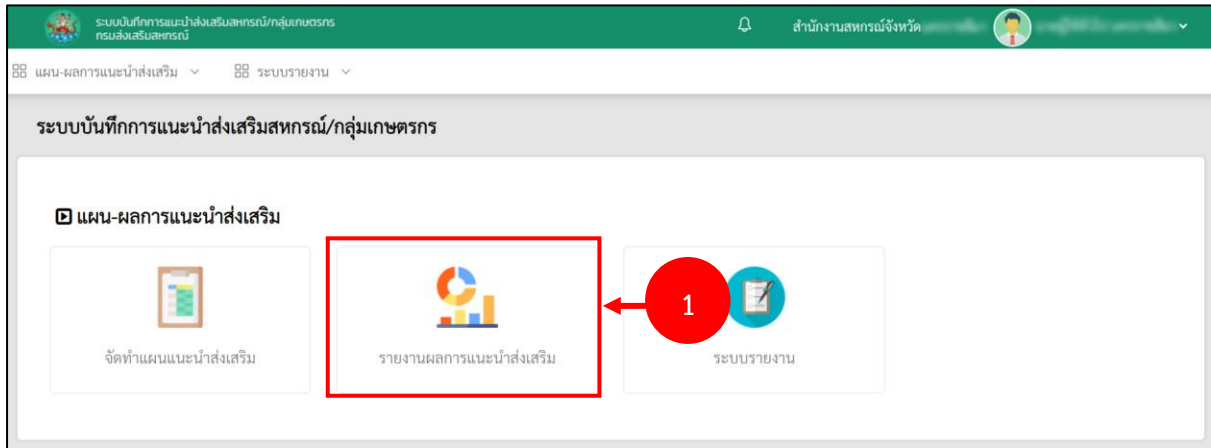 ระบบบันทึกการแนะนำส่งเสริมสหกรณ์/กลุ่มเกษตรกร
กรมส่งเสริมสหกรณ์
สำนักงานสหกรณ์จังหวัด
แผน-ผลการแนะนำส่งเสริม
ระบบรายงาน
ระบบบันทึกการแนะนำส่งเสริมสหกรณ์/กลุ่มเกษตรกร
แผน-ผลการแนะนำส่งเสริม
1
จัดทำแผนแนะนำส่งเสริม
รายงานผลการแนะนำส่งเสริม
ระบบรายงาน